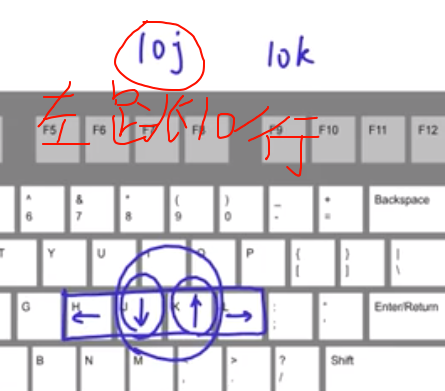 10j 10k
跳10行
F5 F6 F7 F8 F9 F10 F11 F12
^ & * ( ) _ + Backspace
6 7 8 9 0 - =
T Y U I O P { } |
[ ] \
G H J K L : " Enter/Return
; '
B N M > ? Shift
, . /